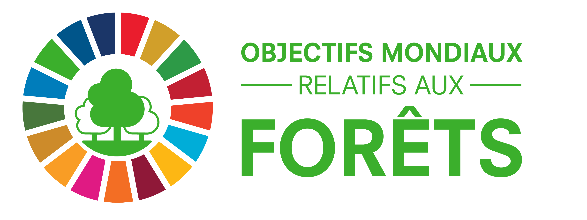 OBJECTIFS MONDIAUX
RELATIFS AUX
FORÊTS